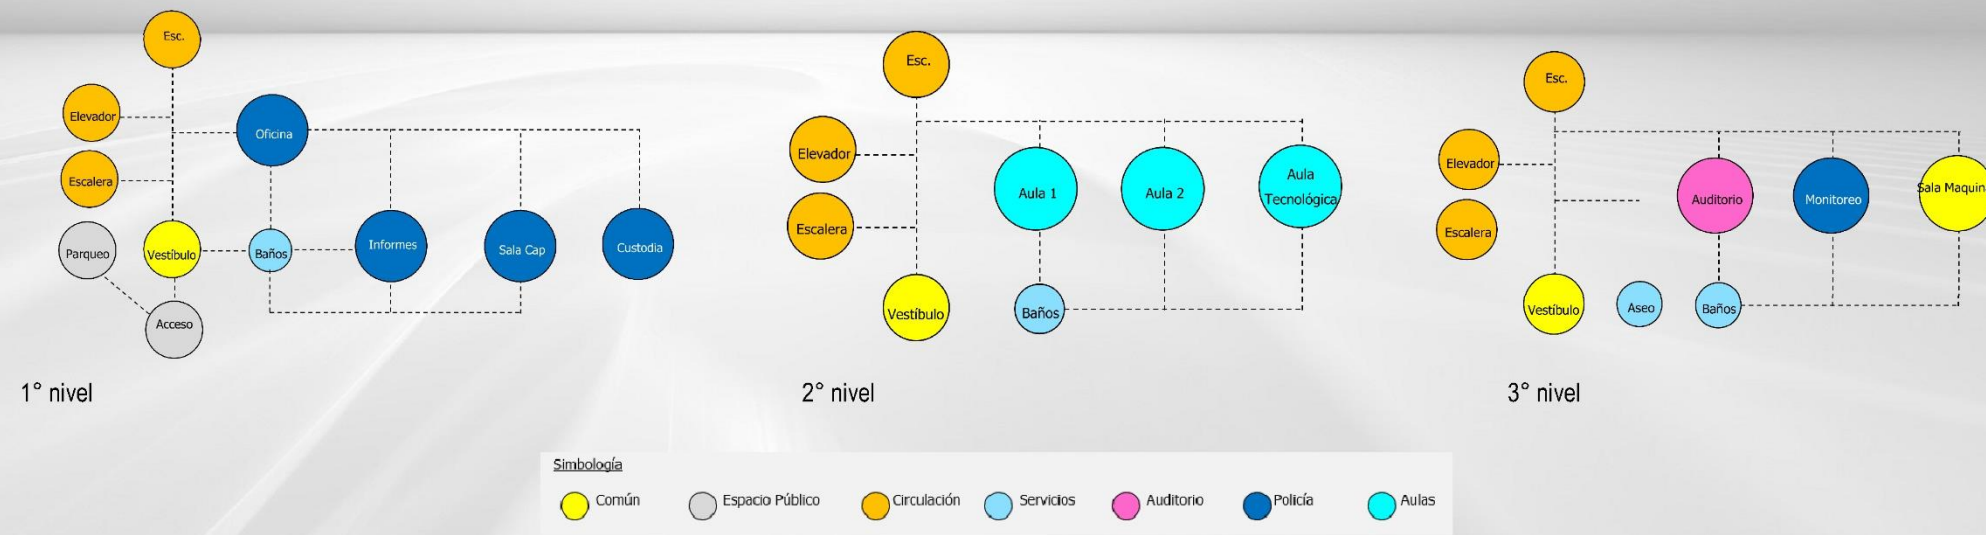 Esc.
Elevador
Oficina
Escalera
Parqueo
Vestíbulo
Baños
Informes
Sala Cap
Custodia
Acceso
1° nivel
Esc.
Elevador
Aula 1
Aula 2
Aula
Tecnológica
Escalera
Vestíbulo
Baños
2° nivel
Esc.
Elevador
Auditorio
Monitoreo
Sala Maquin
Escalera
Vestíbulo
Aseo
Baños
3° nivel
Simbología
Común
Espacio Público
Circulación
Servicios
Auditorio
Policía
Aulas